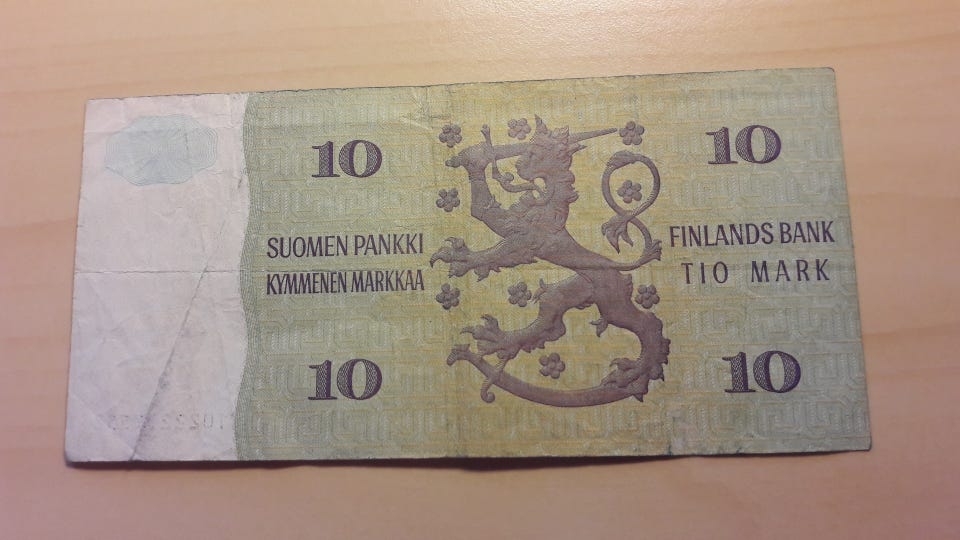 10
10
SUOMEN PANKKI
KYMMENEN MARKKAA
FINLANDS BANK
TIO MARK
10
10